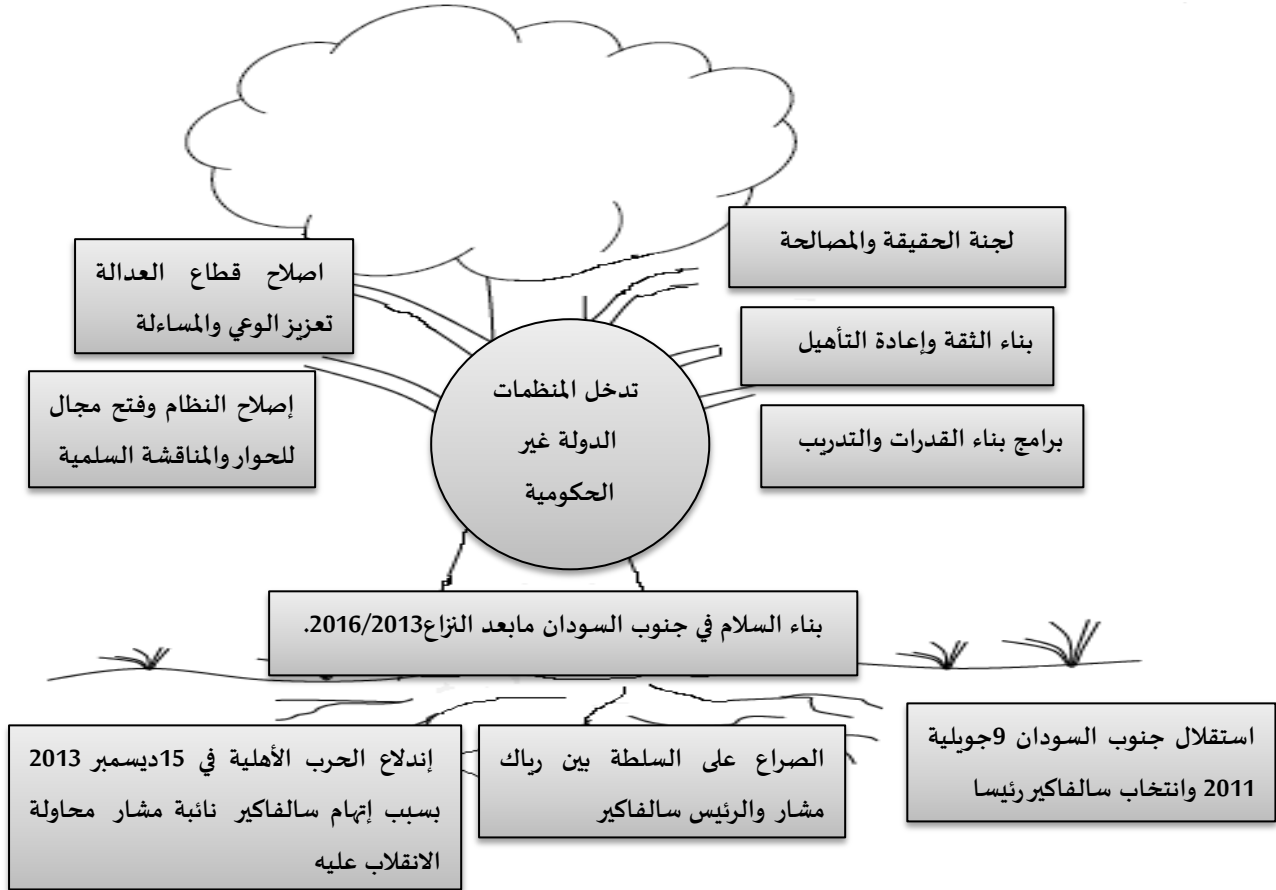 لجنة الحقيقة والمصالحة
اصلاح قطاع العدالة
تعزيز الوعي والمساءلة
بناء الثقة وإعادة التأهيل
إصلاح النظام وفتح مجال
للحوار والمناقشة السلمية
برامج بناء القدرات والتدريب
تدخل المنظمات
الدولة غير
الحكومية
بناء السلام في جنوب السودان مابعد النزاع2016/2013.
استقلال جنوب السودان 9جويلية
2011 وانتخاب سالفاكير رئيسا
الصراع على السلطة بين رياك
مشار والرئيس سالفاكير
إندلاع الحرب الأهلية في 15ديسمبر 2013
بسبب إتهام سالفاكير نائبة مشار محاولة
الانقلاب عليه